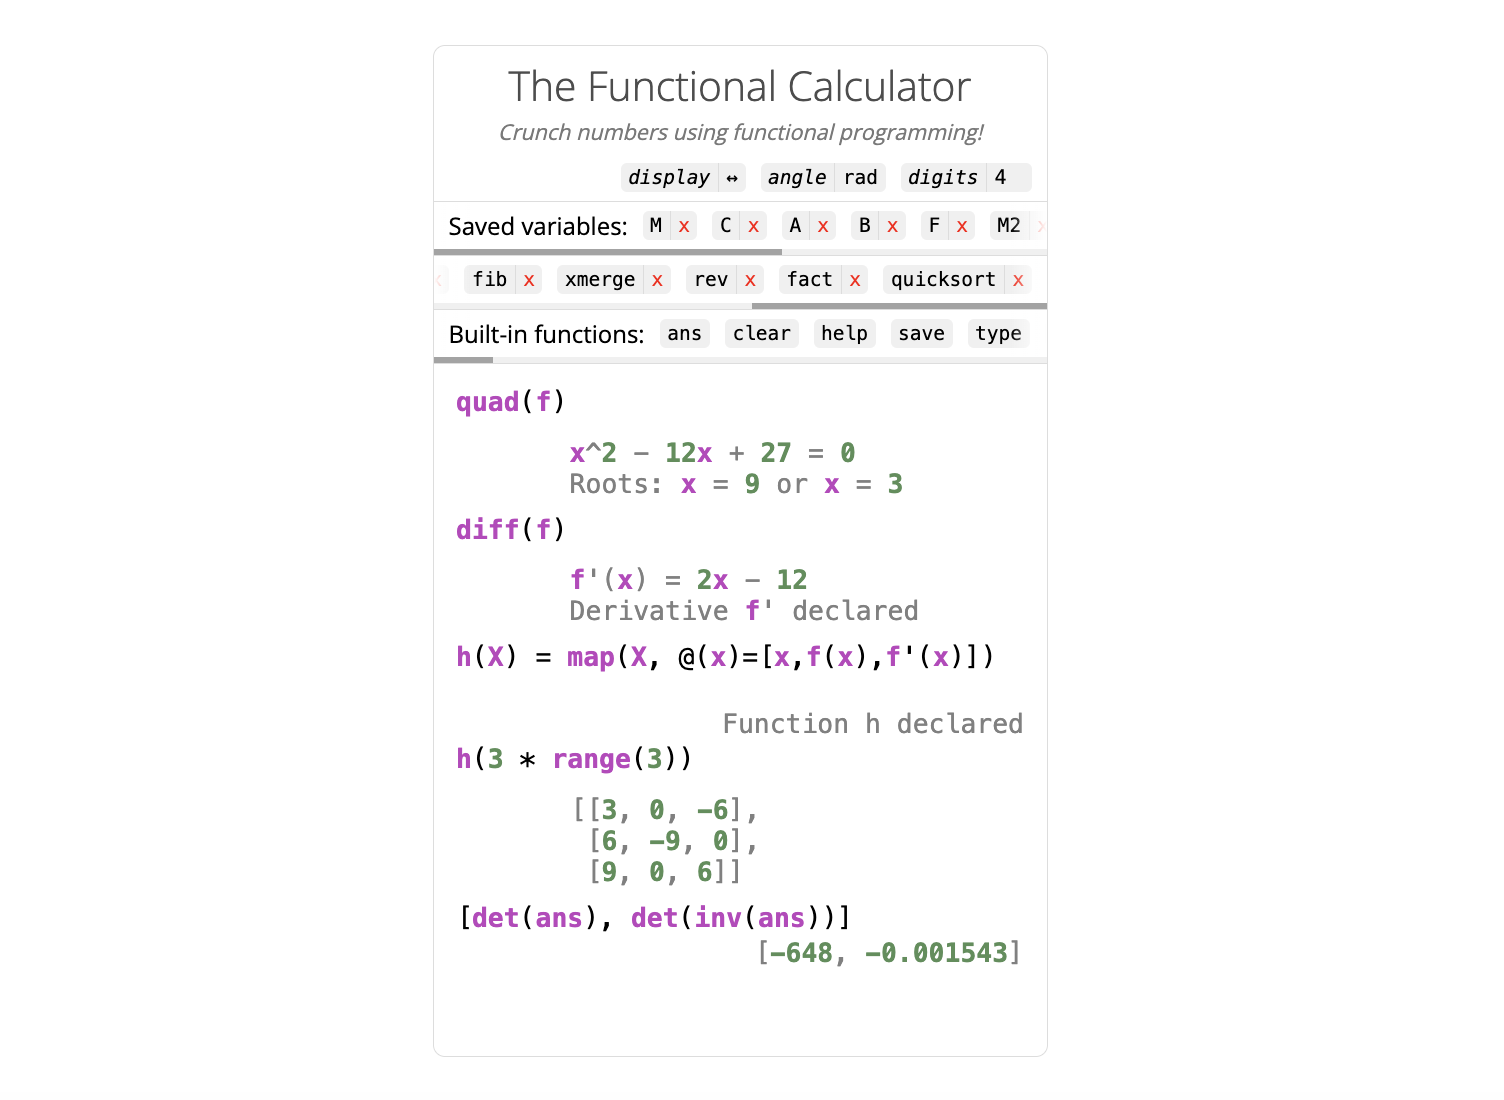 The Functional Calculator
Crunch numbers using functional programming!
display ↔ angle rad digits 4
Saved variables: M x C x A x B x F x M2 x
x fib x xmerge x rev x fact x quicksort x
Built-in functions: ans clear help save type
quad(f)
x^2 − 12x + 27 = 0
Roots: x = 9 or x = 3
diff(f)
f'(x) = 2x − 12
Derivative f' declared
h(X) = map(X, @(x)=[x,f(x),f'(x)])
Function h declared
h(3 * range(3))
[[3, 0, −6],
[6, −9, 0],
[9, 0, 6]]
[det(ans), det(inv(ans))]
[−648, −0.001543]